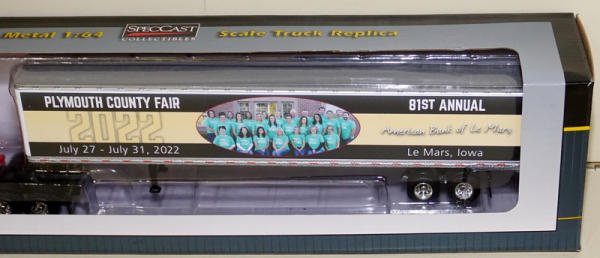 Metal 1:64
SPECCAST
COLLECTIBLES
Scale Truck Replica
PLYMOUTH COUNTY FAIR
2022
July 27 - July 31, 2022
81ST ANNUAL
American Bank of Le Mars
Le Mars, Iowa